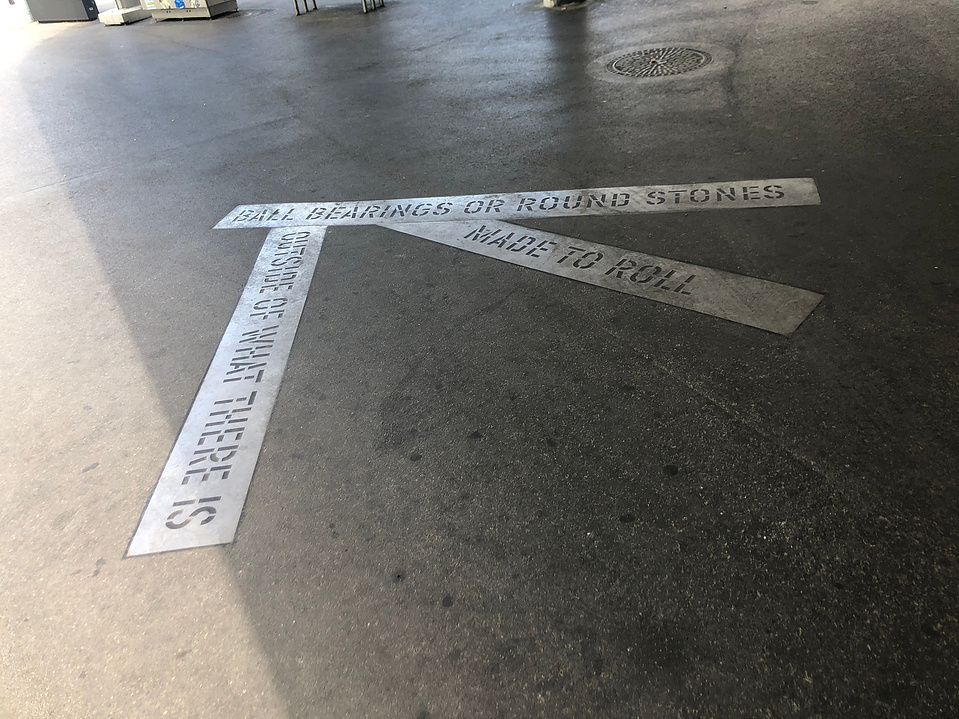 BALL BEARINGS OR ROUND STONES
MADE TO ROLL
OUTSIDE OF WHAT THERE IS